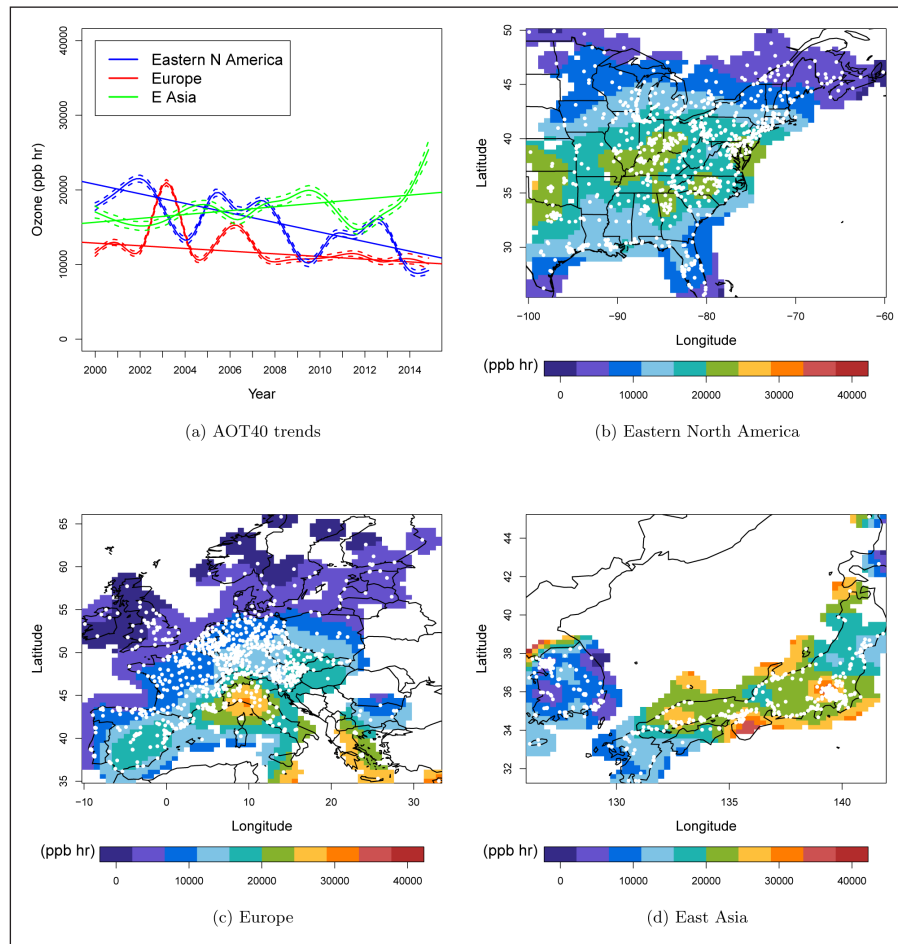 Eastern N America
Europe
E Asia
Ozone (ppb hr)
0 10000 20000 30000 40000
2000 2002 2004 2006 2008 2010 2012 2014
Year
(a) AOT40 trends
Latitude
30 35 40 45 50
−100 −90 −80 −70 −60
Longitude
(ppb hr)
0 10000 20000 30000 40000
(b) Eastern North America
Latitude
35 40 45 50 55 60 65
−10 0 10 20 30
Longitude
(ppb hr)
0 10000 20000 30000 40000
(c) Europe
Latitude
32 34 36 38 40 42 44
130 135 140
Longitude
(ppb hr)
0 10000 20000 30000 40000
(d) East Asia